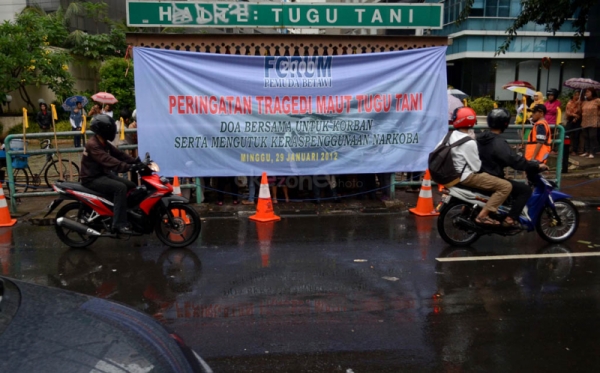 HALTE: TUGU TANI
FORUM
PEMUDA BETAWI
PERINGATAN TRAGEDI MAUT TUGU TANI
DOA BERSAMA UNTUK KORBAN
SERTA MENGUTUK KERAS PENGGUNAAN NARKOBA
MINGGU, 29 JANUARI 2012